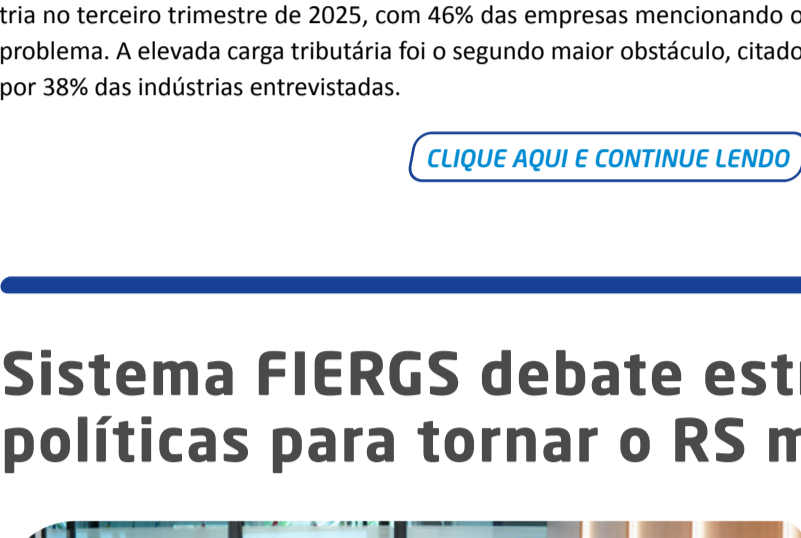 tria no terceiro trimestre de 2025, com 46% das empresas mencionando o
problema. A elevada carga tributária foi o segundo maior obstáculo, citado
por 38% das indústrias entrevistadas.
CLIQUE AQUI E CONTINUE LENDO
Sistema FIERGS debate est
políticas para tornar o RS m